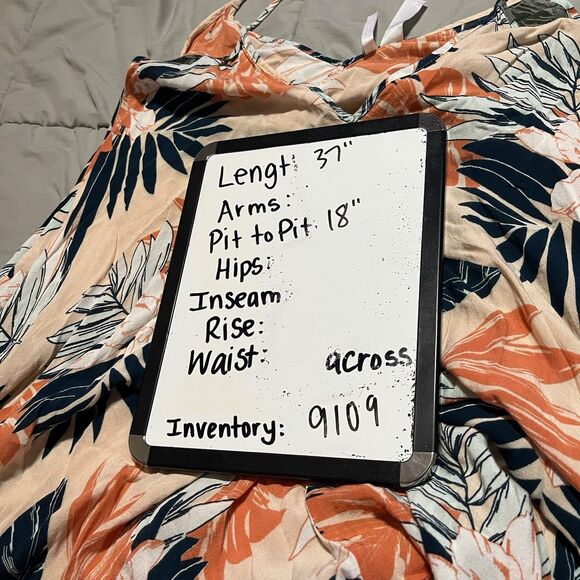 Lengt: 37"
Arms:
Pit to Pit 18"
Hips:
Inseam
Rise:
Waist: across
Inventory: 9109